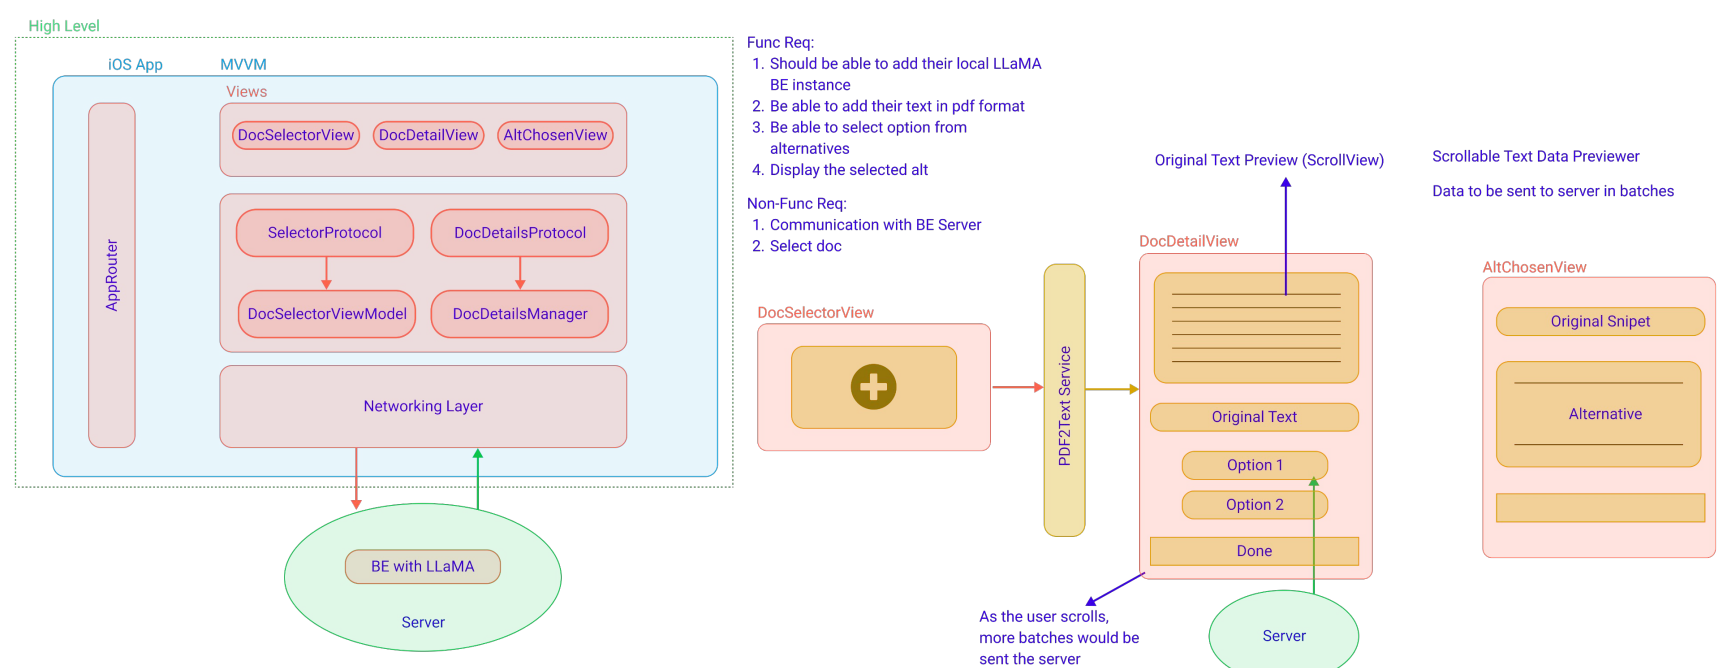 High Level
iOS App
MVVM
Views
DocSelectorView
DocDetailView
AltChosenView
AppRouter
SelectorProtocol
DocDetailsProtocol
DocSelectorViewModel
DocDetailsManager
Networking Layer
BE with LLaMA
Server
Func Req:
1. Should be able to add their local LLaMA
BE instance
2. Be able to add their text in pdf format
3. Be able to select option from
alternatives
4. Display the selected alt
Non-Func Req:
1. Communication with BE Server
2. Select doc
DocSelectorView
PDF2Text Service
Original Text Preview (ScrollView)
DocDetailView
Original Text
Option 1
Option 2
Done
As the user scrolls,
more batches would be
sent the server
Server
Scrollable Text Data Previewer
Data to be sent to server in batches
AltChosenView
Original Snipet
Alternative